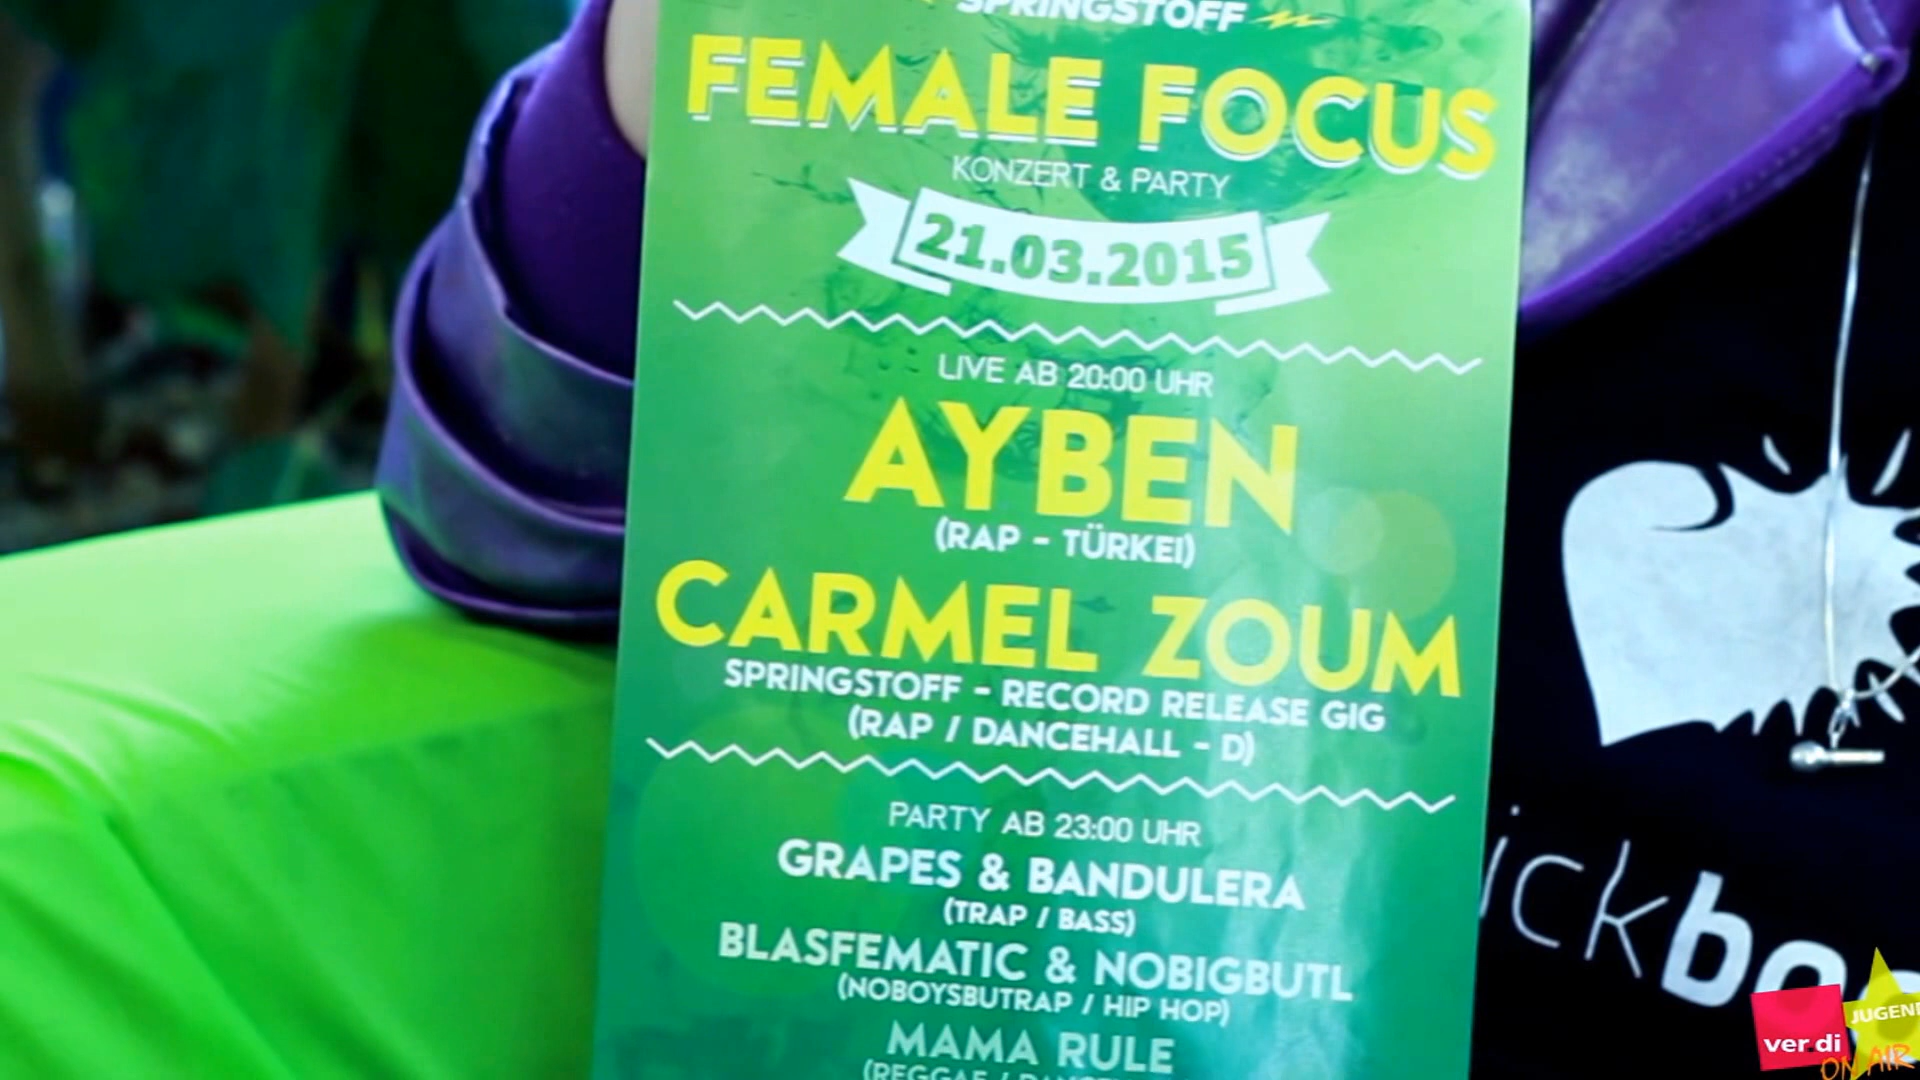 SPRINGSTOFF
FEMALE FOCUS
KONZERT & PARTY
21.03.2015
LIVE AB 20:00 UHR
AYBEN
(RAP - TÜRKEI)
CARMEL ZOUM
SPRINGSTOFF - RECORD RELEASE GIG
(RAP / DANCEHALL - D)
PARTY AB 23:00 UHR
GRAPES & BANDULERA
(TRAP / BASS)
BLASFEMATIC & NOBIGBUTL
(NOBOYSBUTRAP / HIP HOP)
MAMA RULE
(REGGAE /
ver.di
JUGEND
ON AIR